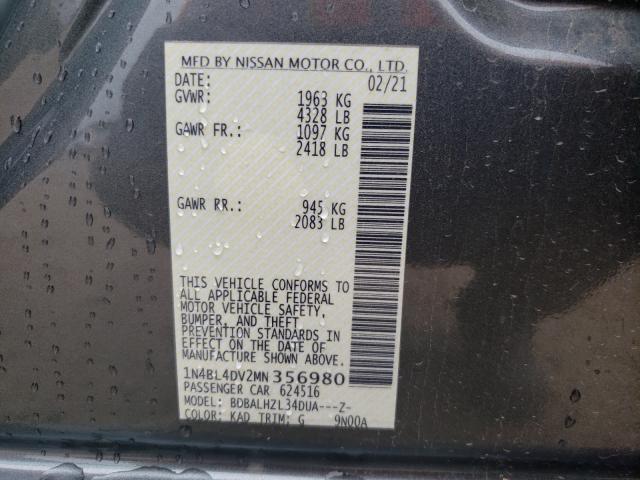 MFD BY NISSAN MOTOR CO., LTD.
DATE: 02/21
GVWR: 1963 KG
4328 LB
GAWR FR: 1097 KG
2418 LB
GAWR RR: 945 KG
2083 LB
THIS VEHICLE CONFORMS TO
ALL APPLICABLE FEDERAL
MOTOR VEHICLE SAFETY,
BUMPER, AND THEFT
PREVENTION STANDARDS IN
EFFECT ON THE DATE OF
MANUFACTURE SHOWN ABOVE.
1N4BL4DV2MN356980
PASSENGER CAR 624516
MODEL: BDBALHZL34DUA---Z-
COLOR: KAD TRIM: G 9N00A